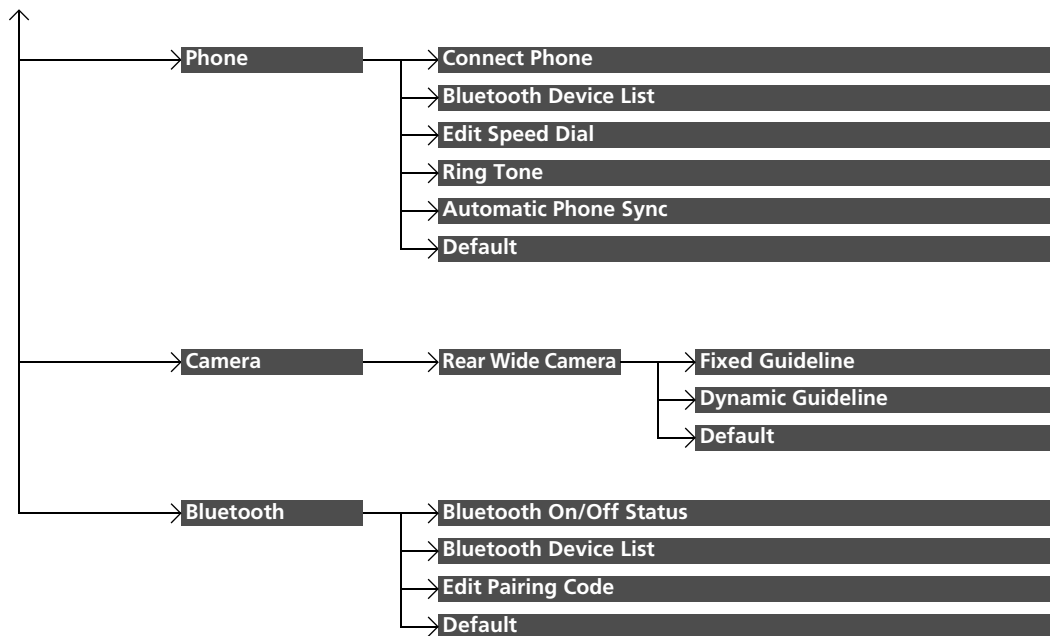 Phone
Connect Phone
Bluetooth Device List
Edit Speed Dial
Ring Tone
Automatic Phone Sync
Default
Camera
Rear Wide Camera
Fixed Guideline
Dynamic Guideline
Default
Bluetooth
Bluetooth On/Off Status
Bluetooth Device List
Edit Pairing Code
Default